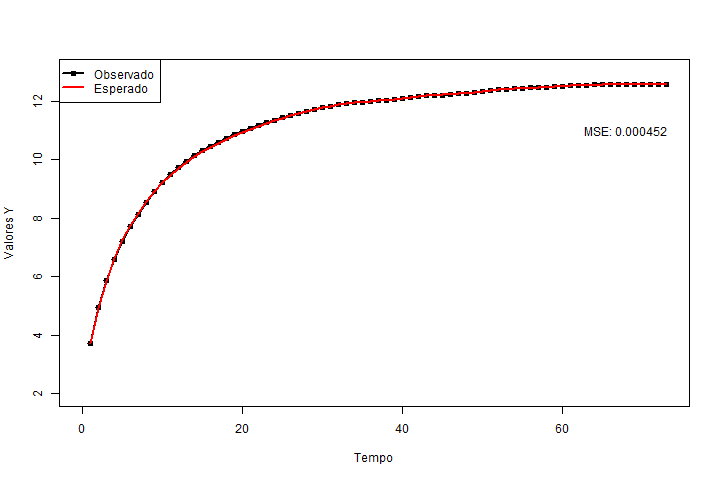 Observado
Esperado
MSE: 0.000452
Valores Y
12
10
8
6
4
2
0 20 40 60
Tempo